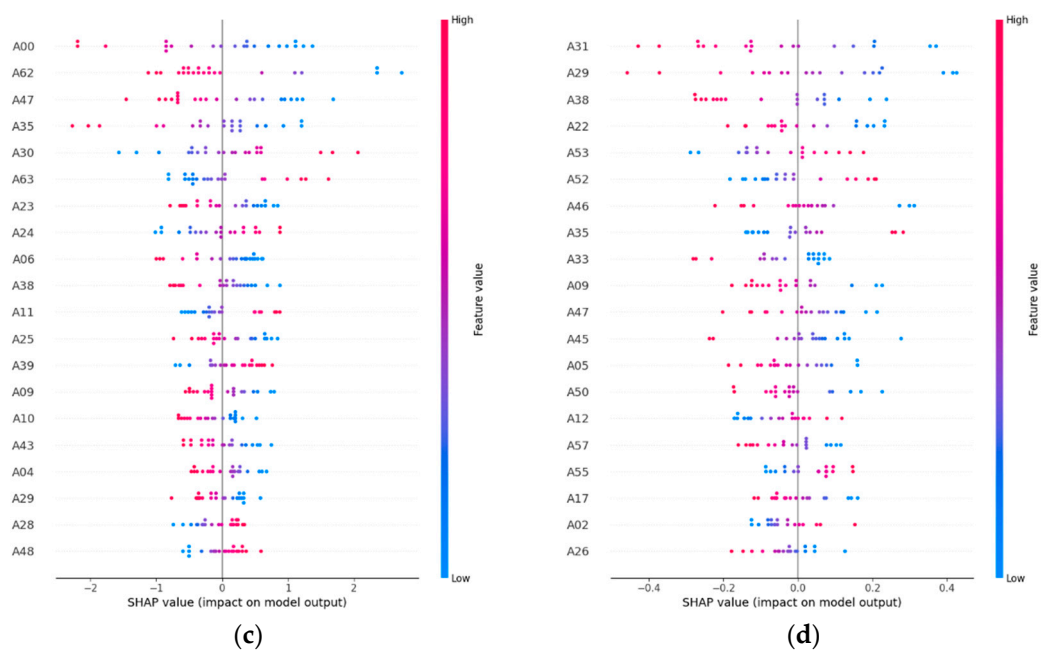 High
A00
A62
A47
A35
A30
A63
A23
A24
A06
A38
A11
A25
A39
A09
A10
A43
A04
A29
A28
A48
Low
Feature value
−2 −1 0 1 2
SHAP value (impact on model output)
(c)
High
A31
A29
A38
A22
A53
A52
A46
A35
A33
A09
A47
A45
A05
A50
A12
A57
A55
A17
A02
A26
Low
Feature value
−0.4 −0.2 0.0 0.2 0.4
SHAP value (impact on model output)
(d)